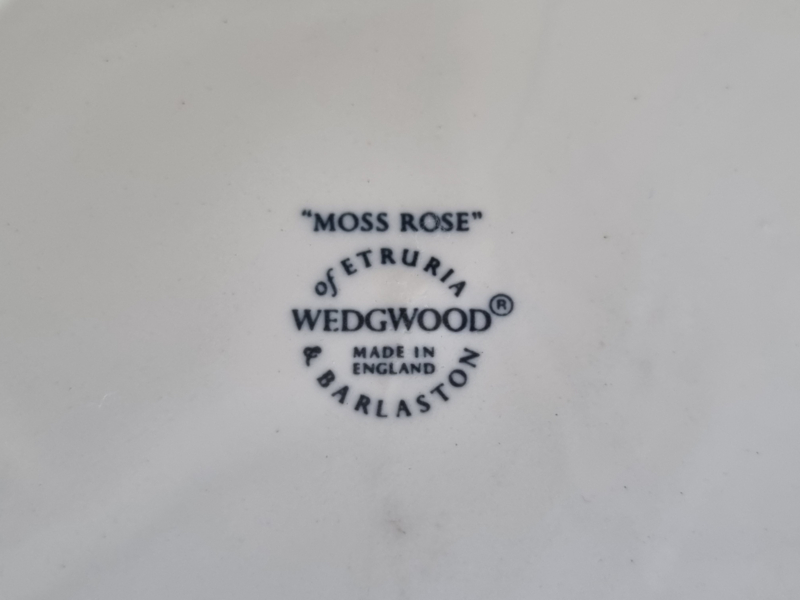 "MOSS ROSE"
of ETRURIA
WEDGWOOD®
MADE IN
ENGLAND
& BARLASTON